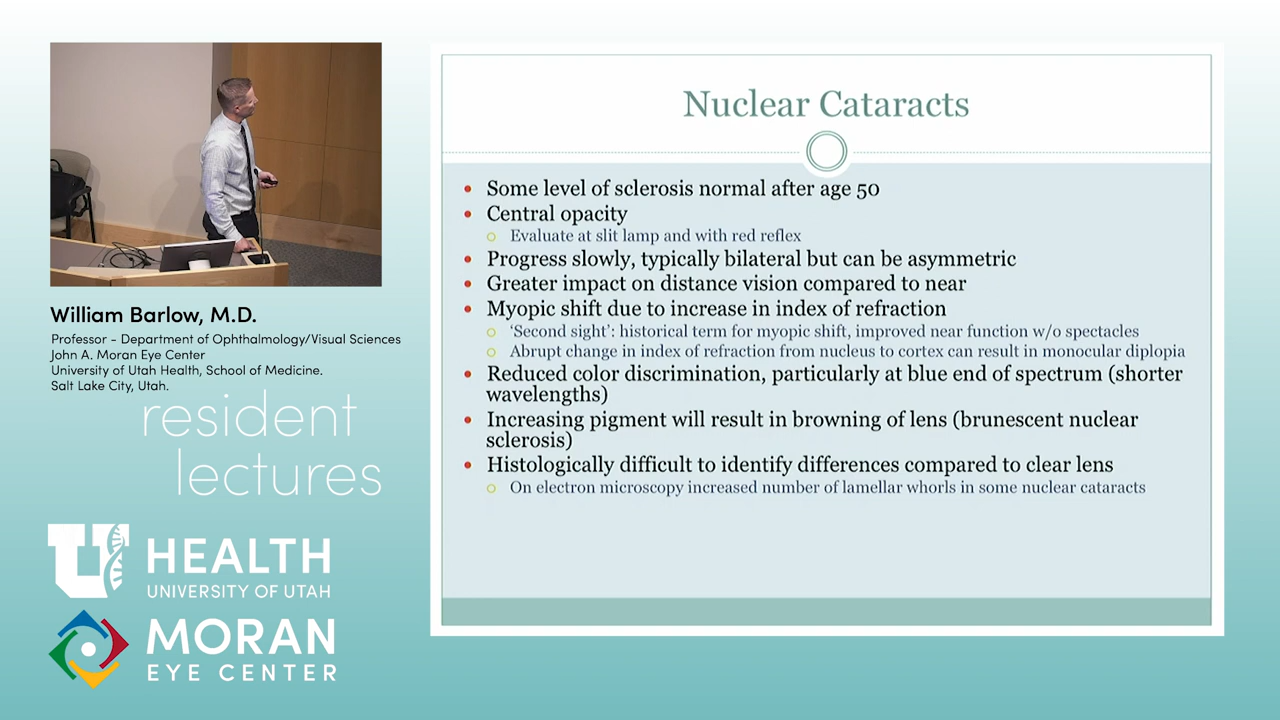 William Barlow, M.D.
Professor - Department of Ophthalmology/Visual Sciences
John A. Moran Eye Center
University of Utah Health, School of Medicine.
Salt Lake City, Utah.
resident
lectures
U HEALTH
UNIVERSITY OF UTAH
MORAN
EYE CENTER
Nuclear Cataracts
• Some level of sclerosis normal after age 50
• Central opacity
o Evaluate at slit lamp and with red reflex
• Progress slowly, typically bilateral but can be asymmetric
• Greater impact on distance vision compared to near
• Myopic shift due to increase in index of refraction
o ‘Second sight’: historical term for myopic shift, improved near function w/o spectacles
o Abrupt change in index of refraction from nucleus to cortex can result in monocular diplopia
• Reduced color discrimination, particularly at blue end of spectrum (shorter
wavelengths)
• Increasing pigment will result in browning of lens (brunescent nuclear
sclerosis)
• Histologically difficult to identify differences compared to clear lens
o On electron microscopy increased number of lamellar whorls in some nuclear cataracts